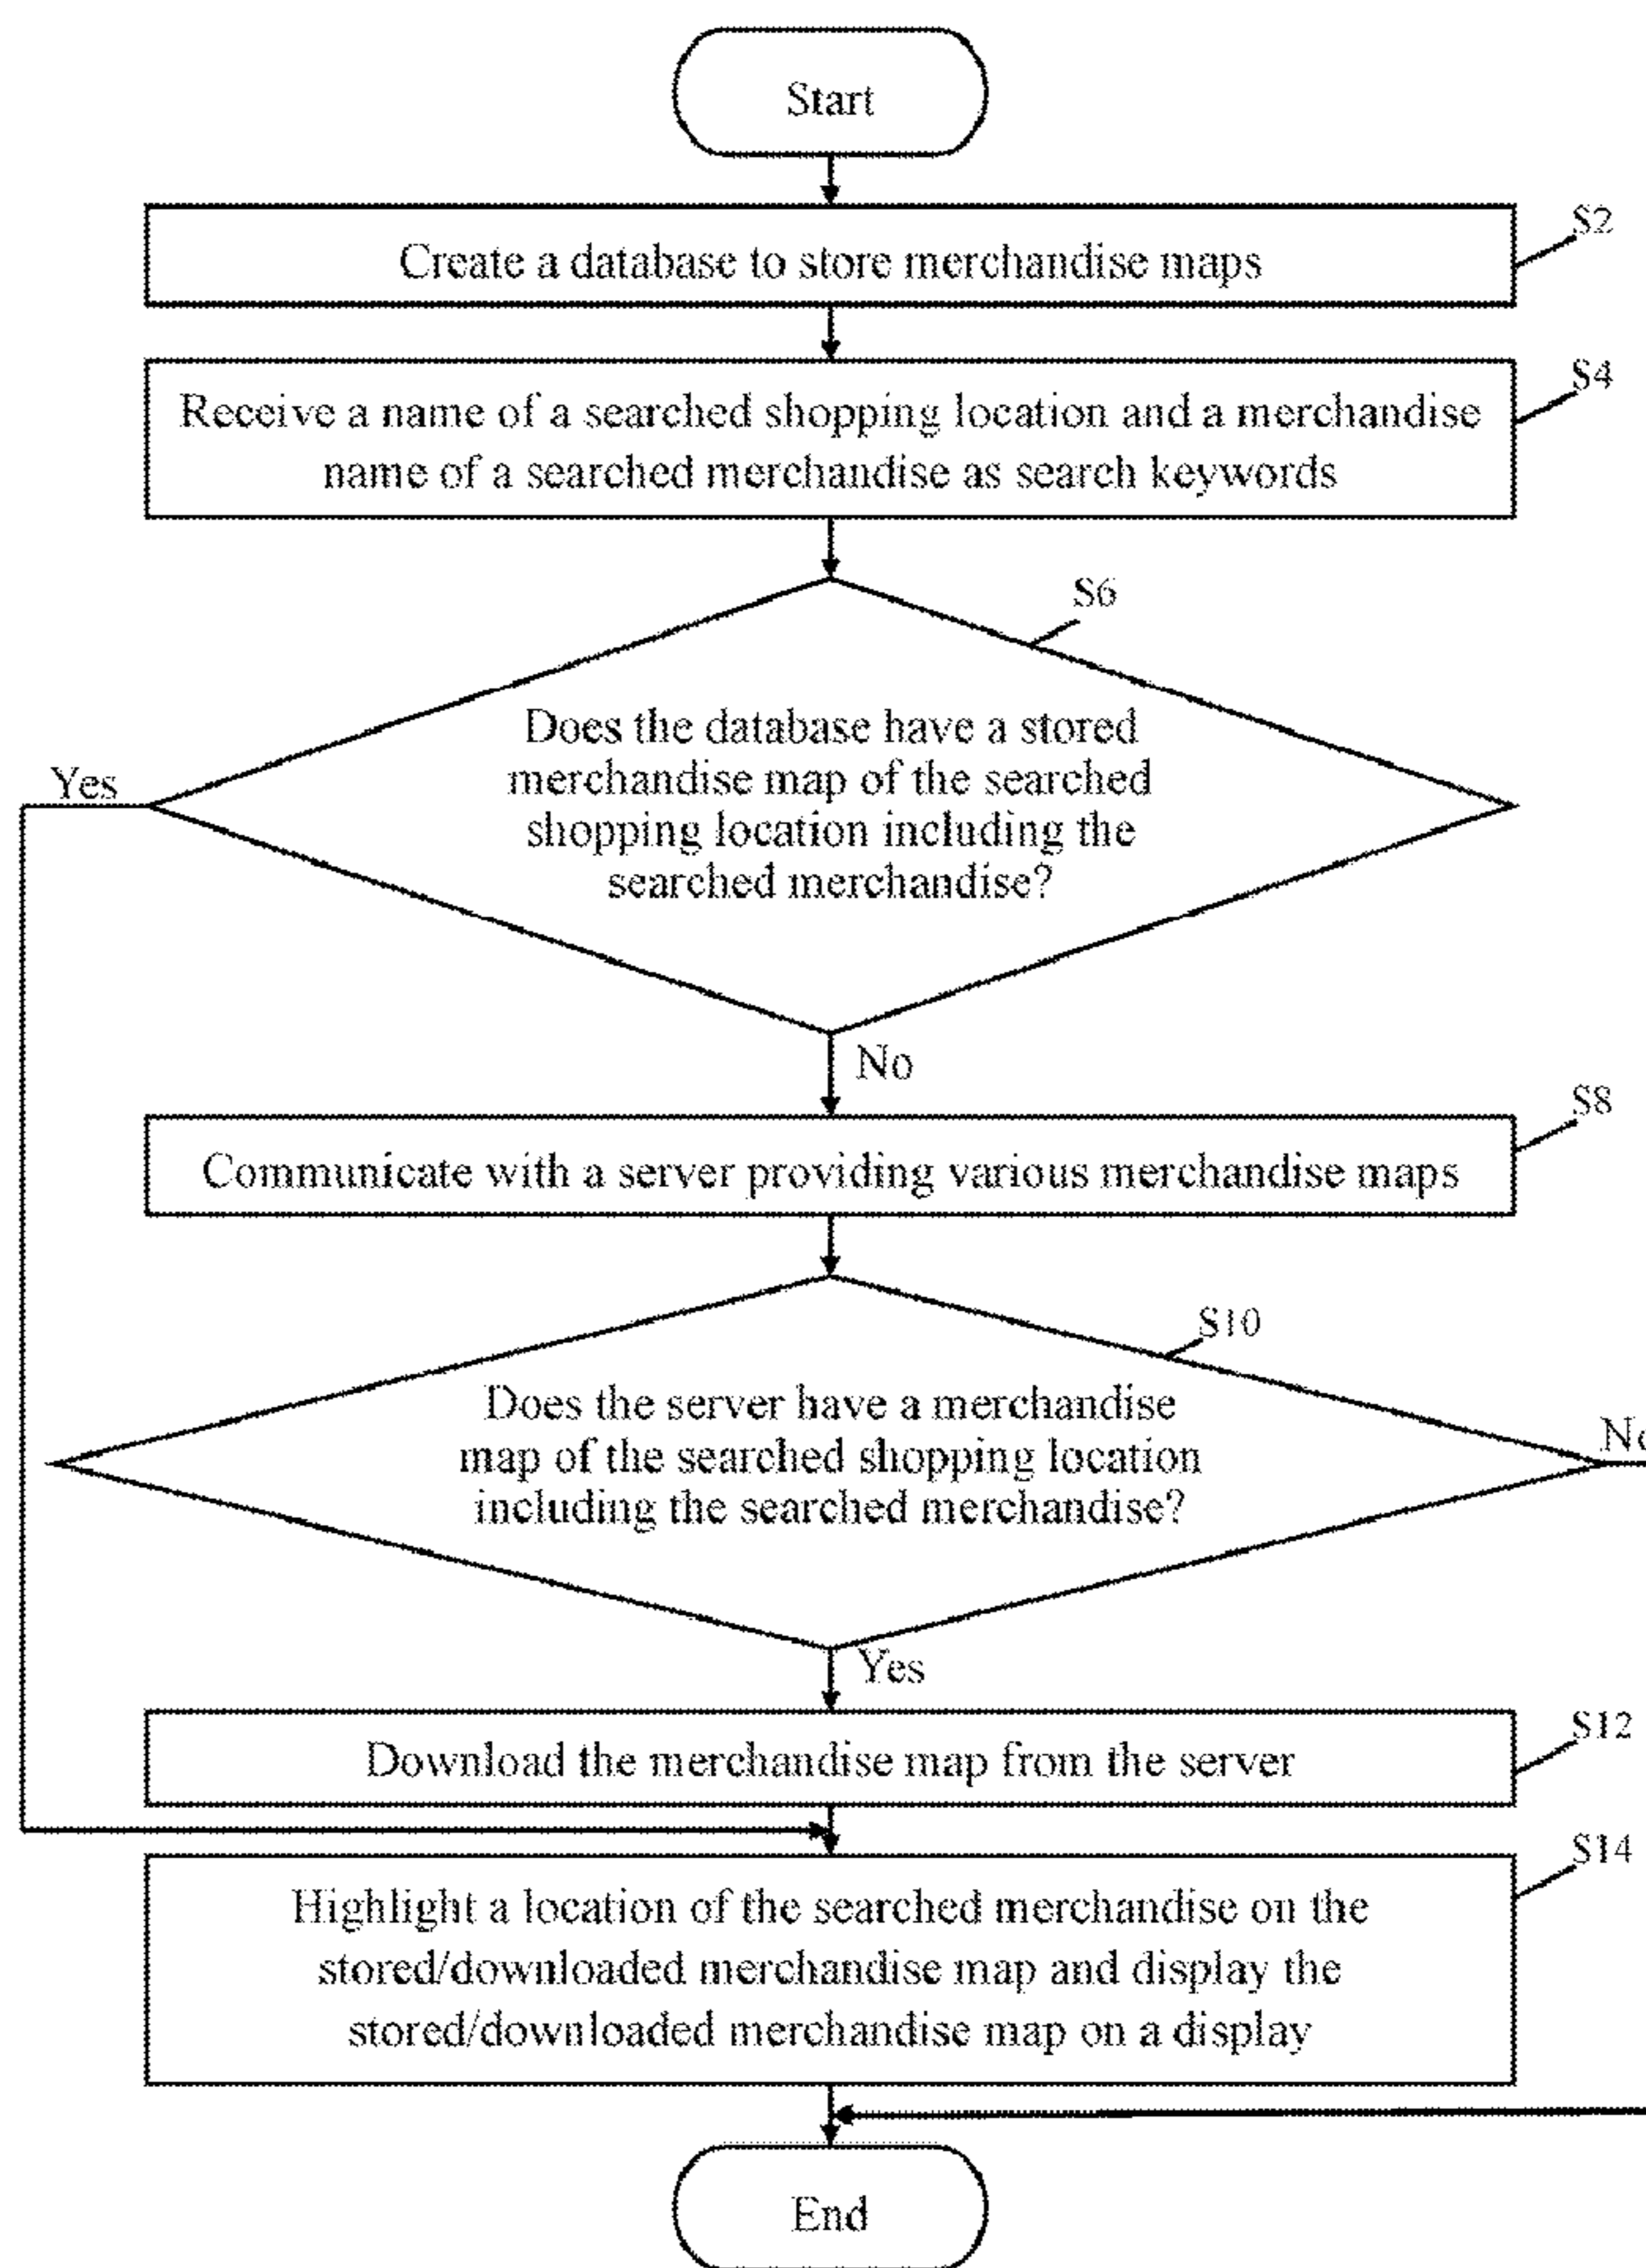 Start
Create a database to store merchandise maps
S2
Receive a name of a searched shopping location and a merchandise
name of a searched merchandise as search keywords
S4
S6
Does the database have a stored
merchandise map of the searched
shopping location including the
searched merchandise?
Yes
No
Communicate with a server providing various merchandise maps
S8
S10
Does the server have a merchandise
map of the searched shopping location
including the searched merchandise?
No
Yes
Download the merchandise map from the server
S12
Highlight a location of the searched merchandise on the
stored/downloaded merchandise map and display the
stored/downloaded merchandise map on a display
S14
End